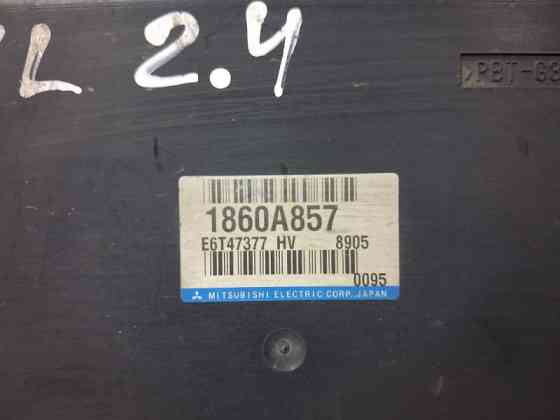 L 2.4
>PBT-G3
1860A857
E6T47377 HV 8905
0095
MITSUBISHI ELECTRIC CORP. JAPAN